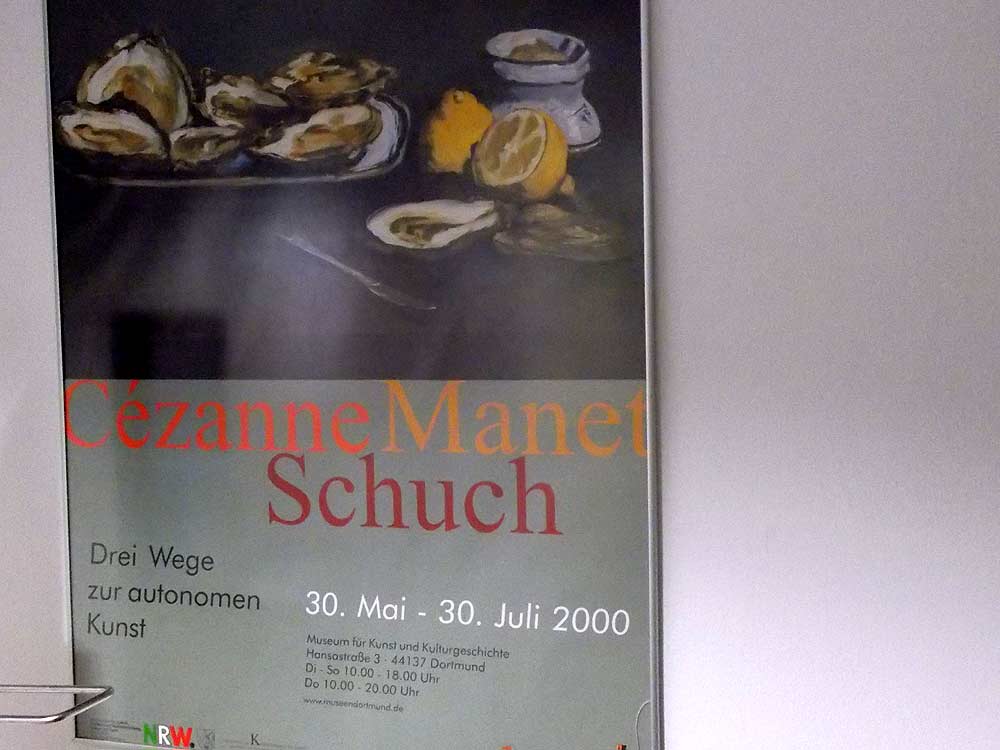 Cézanne Manet
Schuch
Drei Wege
zur autonomen
Kunst
30. Mai - 30. Juli 2000
Museum für Kunst und Kulturgeschichte
Hansastraße 3 - 44137 Dortmund
Di - So 10.00 - 18.00 Uhr
Do 10.00 - 20.00 Uhr
www.museendortmund.de
NRW.
K